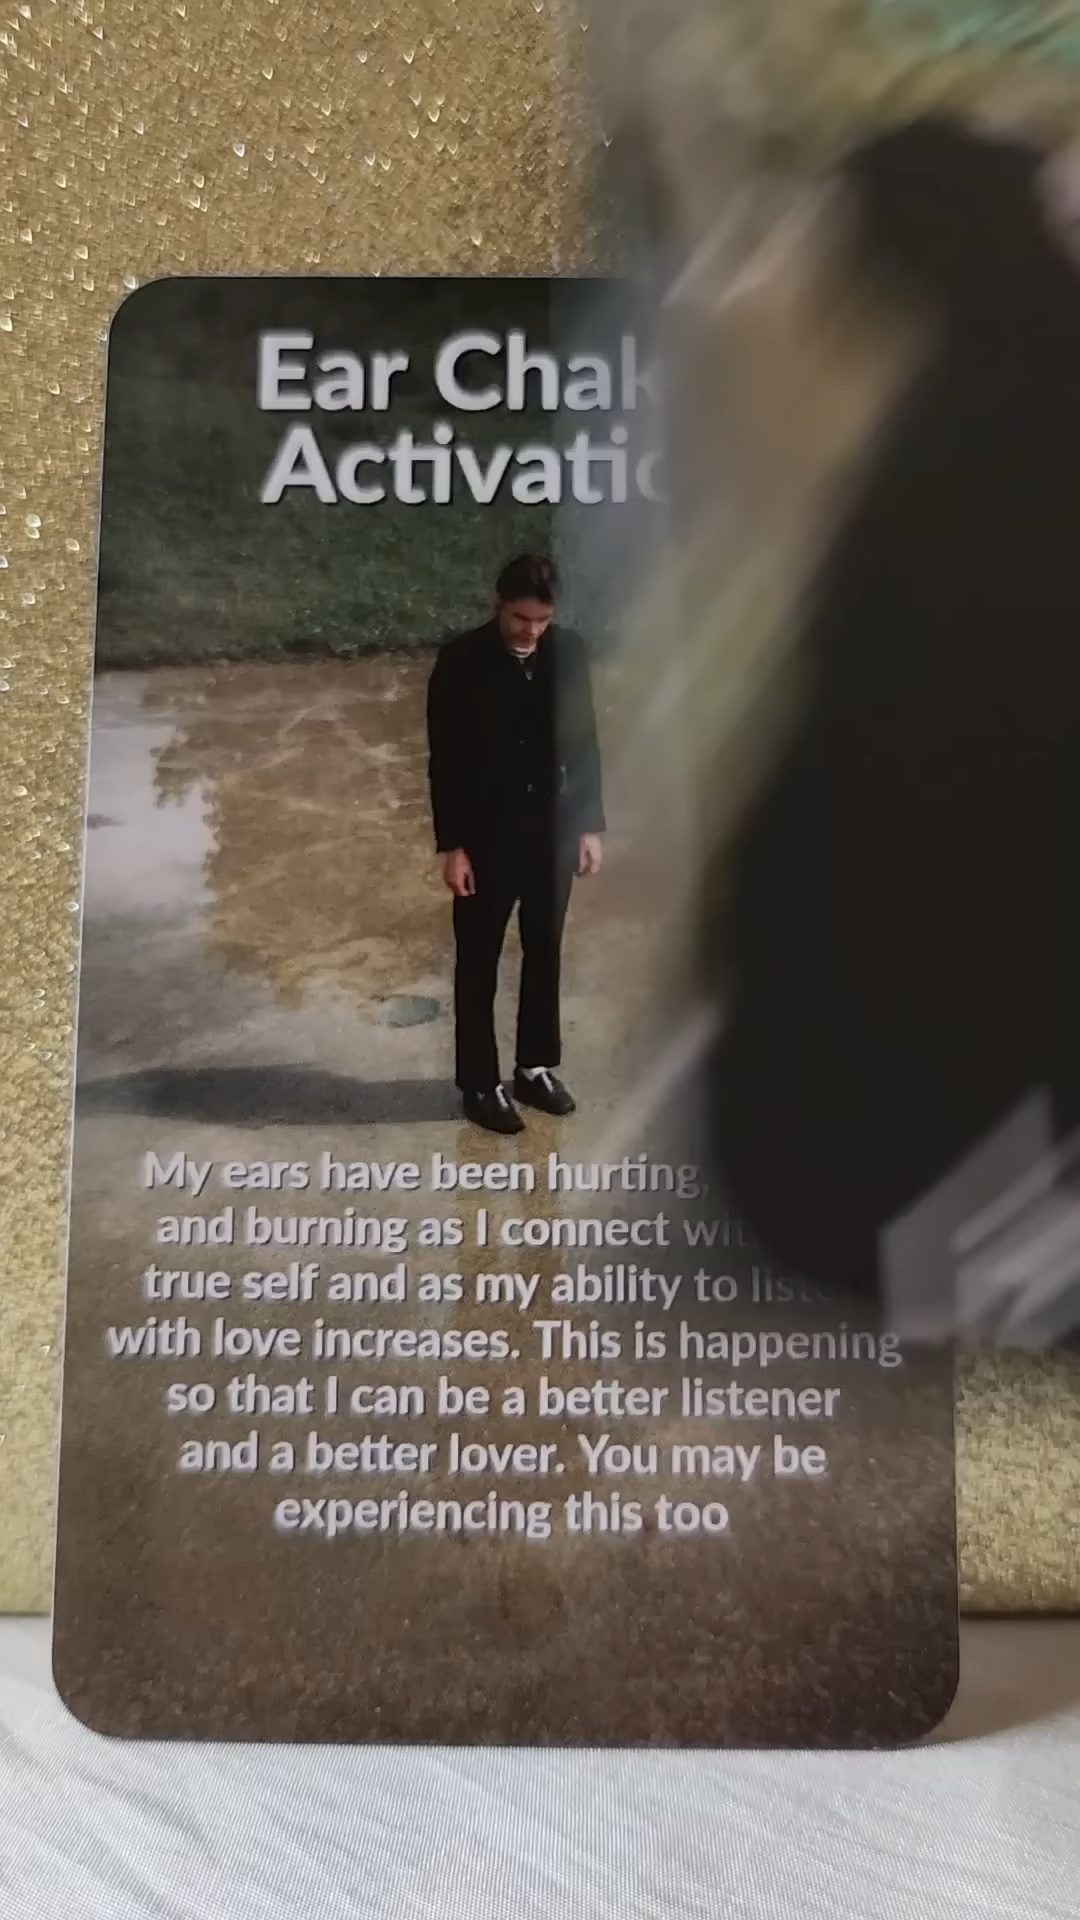 Ear Chak
Activatio
My ears have been hurting,
and burning as I connect
true self and as my ability to
with love increases. This is happening
so that I can be a better listener
and a better lover. You may be
experiencing this too